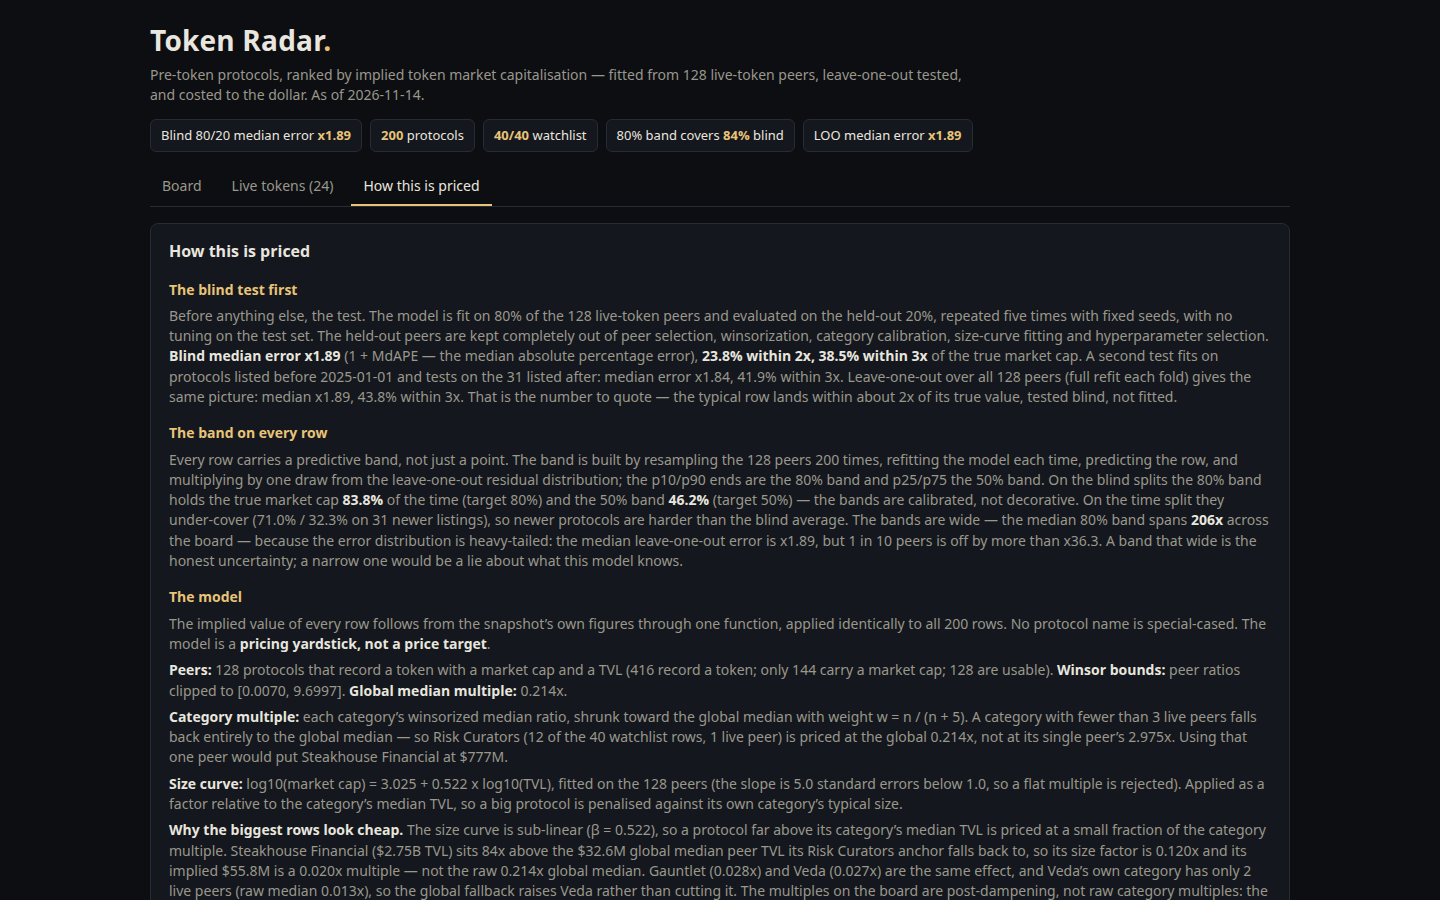 Token Radar.
Pre-token protocols, ranked by implied token market capitalisation — fitted from 128 live-token peers, leave-one-out tested,
and costed to the dollar. As of 2026-11-14.
Blind 80/20 median error x1.89 200 protocols 40/40 watchlist 80% band covers 84% blind LOO median error x1.89
Board Live tokens (24) How this is priced
How this is priced
The blind test first
Before anything else, the test. The model is fit on 80% of the 128 live-token peers and evaluated on the held-out 20%, repeated five times with fixed seeds, with no
tuning on the test set. The held-out peers are kept completely out of peer selection, winsorization, category calibration, size-curve fitting and hyperparameter selection.
Blind median error x1.89 (1 + MdAPE — the median absolute percentage error), 23.8% within 2x, 38.5% within 3x of the true market cap. A second test fits on
protocols listed before 2025-01-01 and tests on the 31 listed after: median error x1.84, 41.9% within 3x. Leave-one-out over all 128 peers (full refit each fold) gives the
same picture: median x1.89, 43.8% within 3x. That is the number to quote — the typical row lands within about 2x of its true value, tested blind, not fitted.
The band on every row
Every row carries a predictive band, not just a point. The band is built by resampling the 128 peers 200 times, refitting the model each time, predicting the row, and
multiplying by one draw from the leave-one-out residual distribution; the p10/p90 ends are the 80% band and p25/p75 the 50% band. On the blind splits the 80% band
holds the true market cap 83.8% of the time (target 80%) and the 50% band 46.2% (target 50%) — the bands are calibrated, not decorative. On the time split they
under-cover (71.0% / 32.3% on 31 newer listings), so newer protocols are harder than the blind average. The bands are wide — the median 80% band spans 206x across
the board — because the error distribution is heavy-tailed: the median leave-one-out error is x1.89, but 1 in 10 peers is off by more than x36.3. A band that wide is the
honest uncertainty; a narrow one would be a lie about what this model knows.
The model
The implied value of every row follows from the snapshot's own figures through one function, applied identically to all 200 rows. No protocol name is special-cased. The
model is a pricing yardstick, not a price target.
Peers: 128 protocols that record a token with a market cap and a TVL (416 record a token; only 144 carry a market cap; 128 are usable). Winsor bounds: peer ratios
clipped to [0.0070, 9.6997]. Global median multiple: 0.214x.
Category multiple: each category's winsorized median ratio, shrunk toward the global median with weight w = n / (n + 5). A category with fewer than 3 live peers falls
back entirely to the global median — so Risk Curators (12 of the 40 watchlist rows, 1 live peer) is priced at the global 0.214x, not at its single peer's 2.975x. Using that
one peer would put Steakhouse Financial at $777M.
Size curve: log10(market cap) = 3.025 + 0.522 x log10(TVL), fitted on the 128 peers (the slope is 5.0 standard errors below 1.0, so a flat multiple is rejected). Applied as a
factor relative to the category's median TVL, so a big protocol is penalised against its own category's typical size.
Why the biggest rows look cheap. The size curve is sub-linear (β = 0.522), so a protocol far above its category's median TVL is priced at a small fraction of the category
multiple. Steakhouse Financial ($2.75B TVL) sits 84x above the $32.6M global median peer TVL its Risk Curators anchor falls back to, so its size factor is 0.120x and its
implied $55.8M is a 0.020x multiple — not the raw 0.214x global median. Gauntlet (0.028x) and Veda (0.027x) are the same effect, and Veda's own category has only 2
live peers (raw median 0.013x), so the global fallback raises Veda rather than cutting it. The multiples on the board are post-dampening, not raw category multiples: the